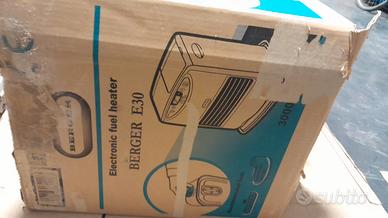 BERGER
Electronic fuel heater
BERGER E30
3000
subito